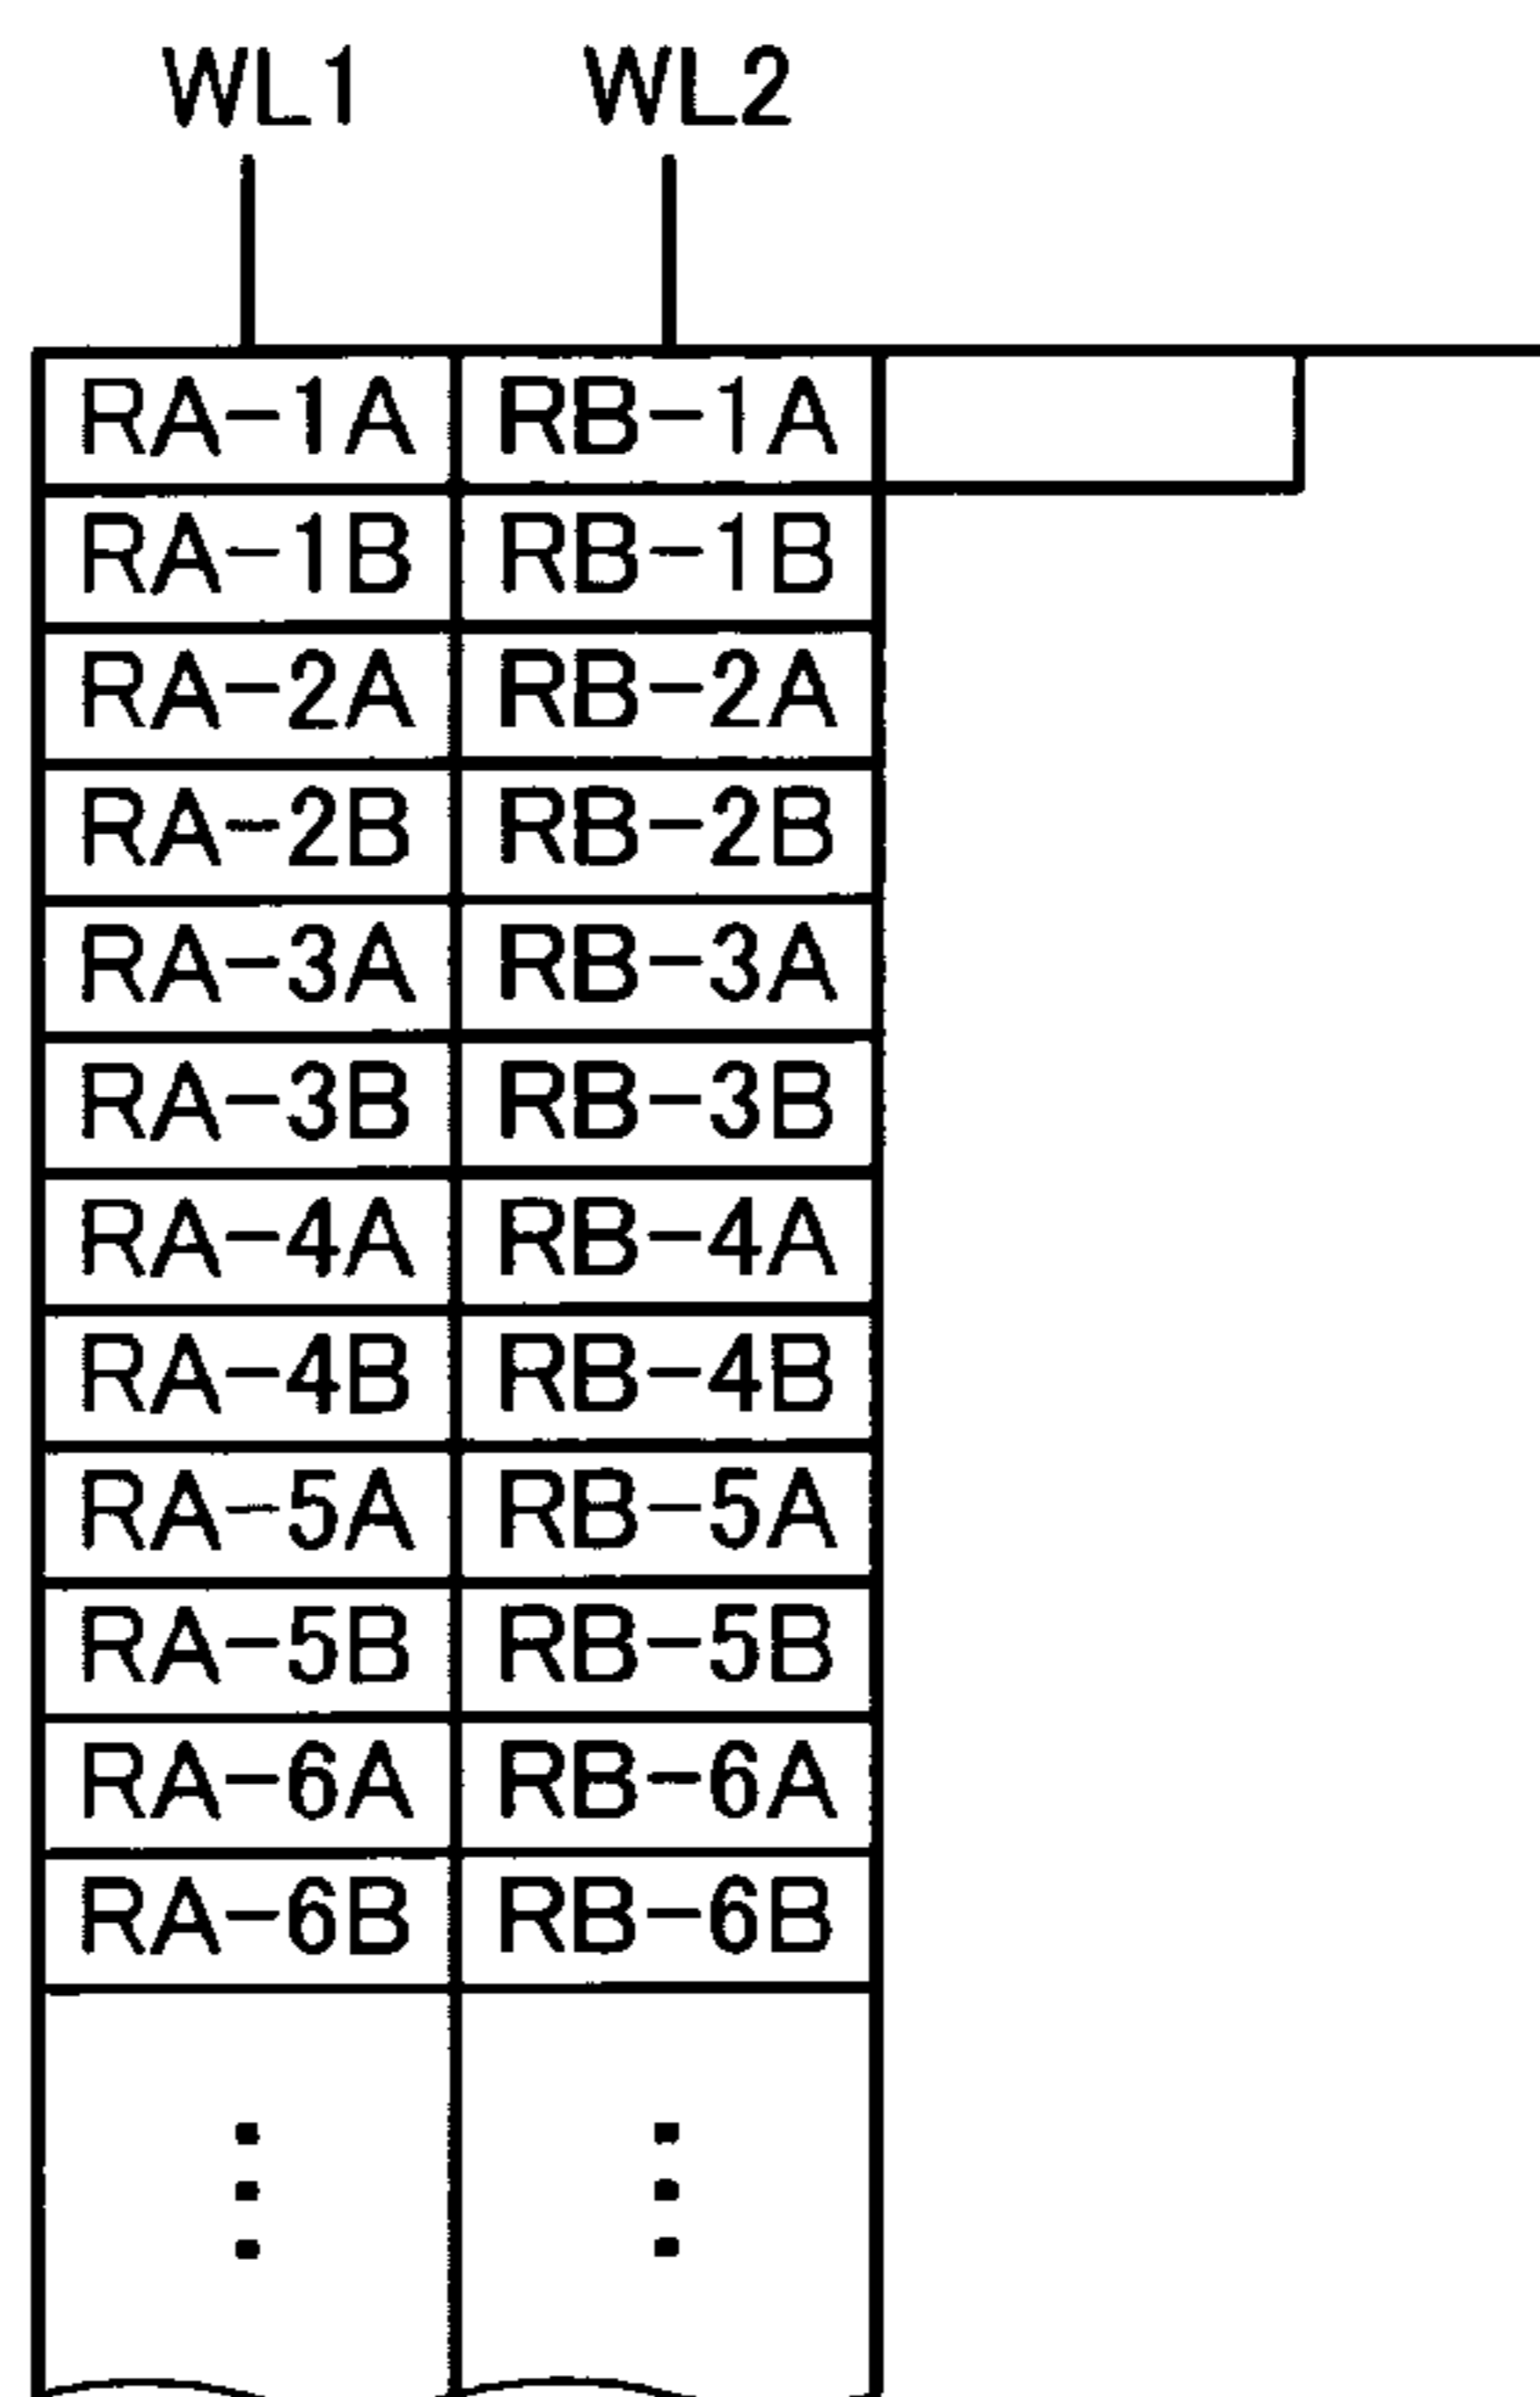 WL1 WL2
RA-1A RB-1A
RA-1B RB-1B
RA-2A RB-2A
RA-2B RB-2B
RA-3A RB-3A
RA-3B RB-3B
RA-4A RB-4A
RA-4B RB-4B
RA-5A RB-5A
RA-5B RB-5B
RA-6A RB-6A
RA-6B RB-6B